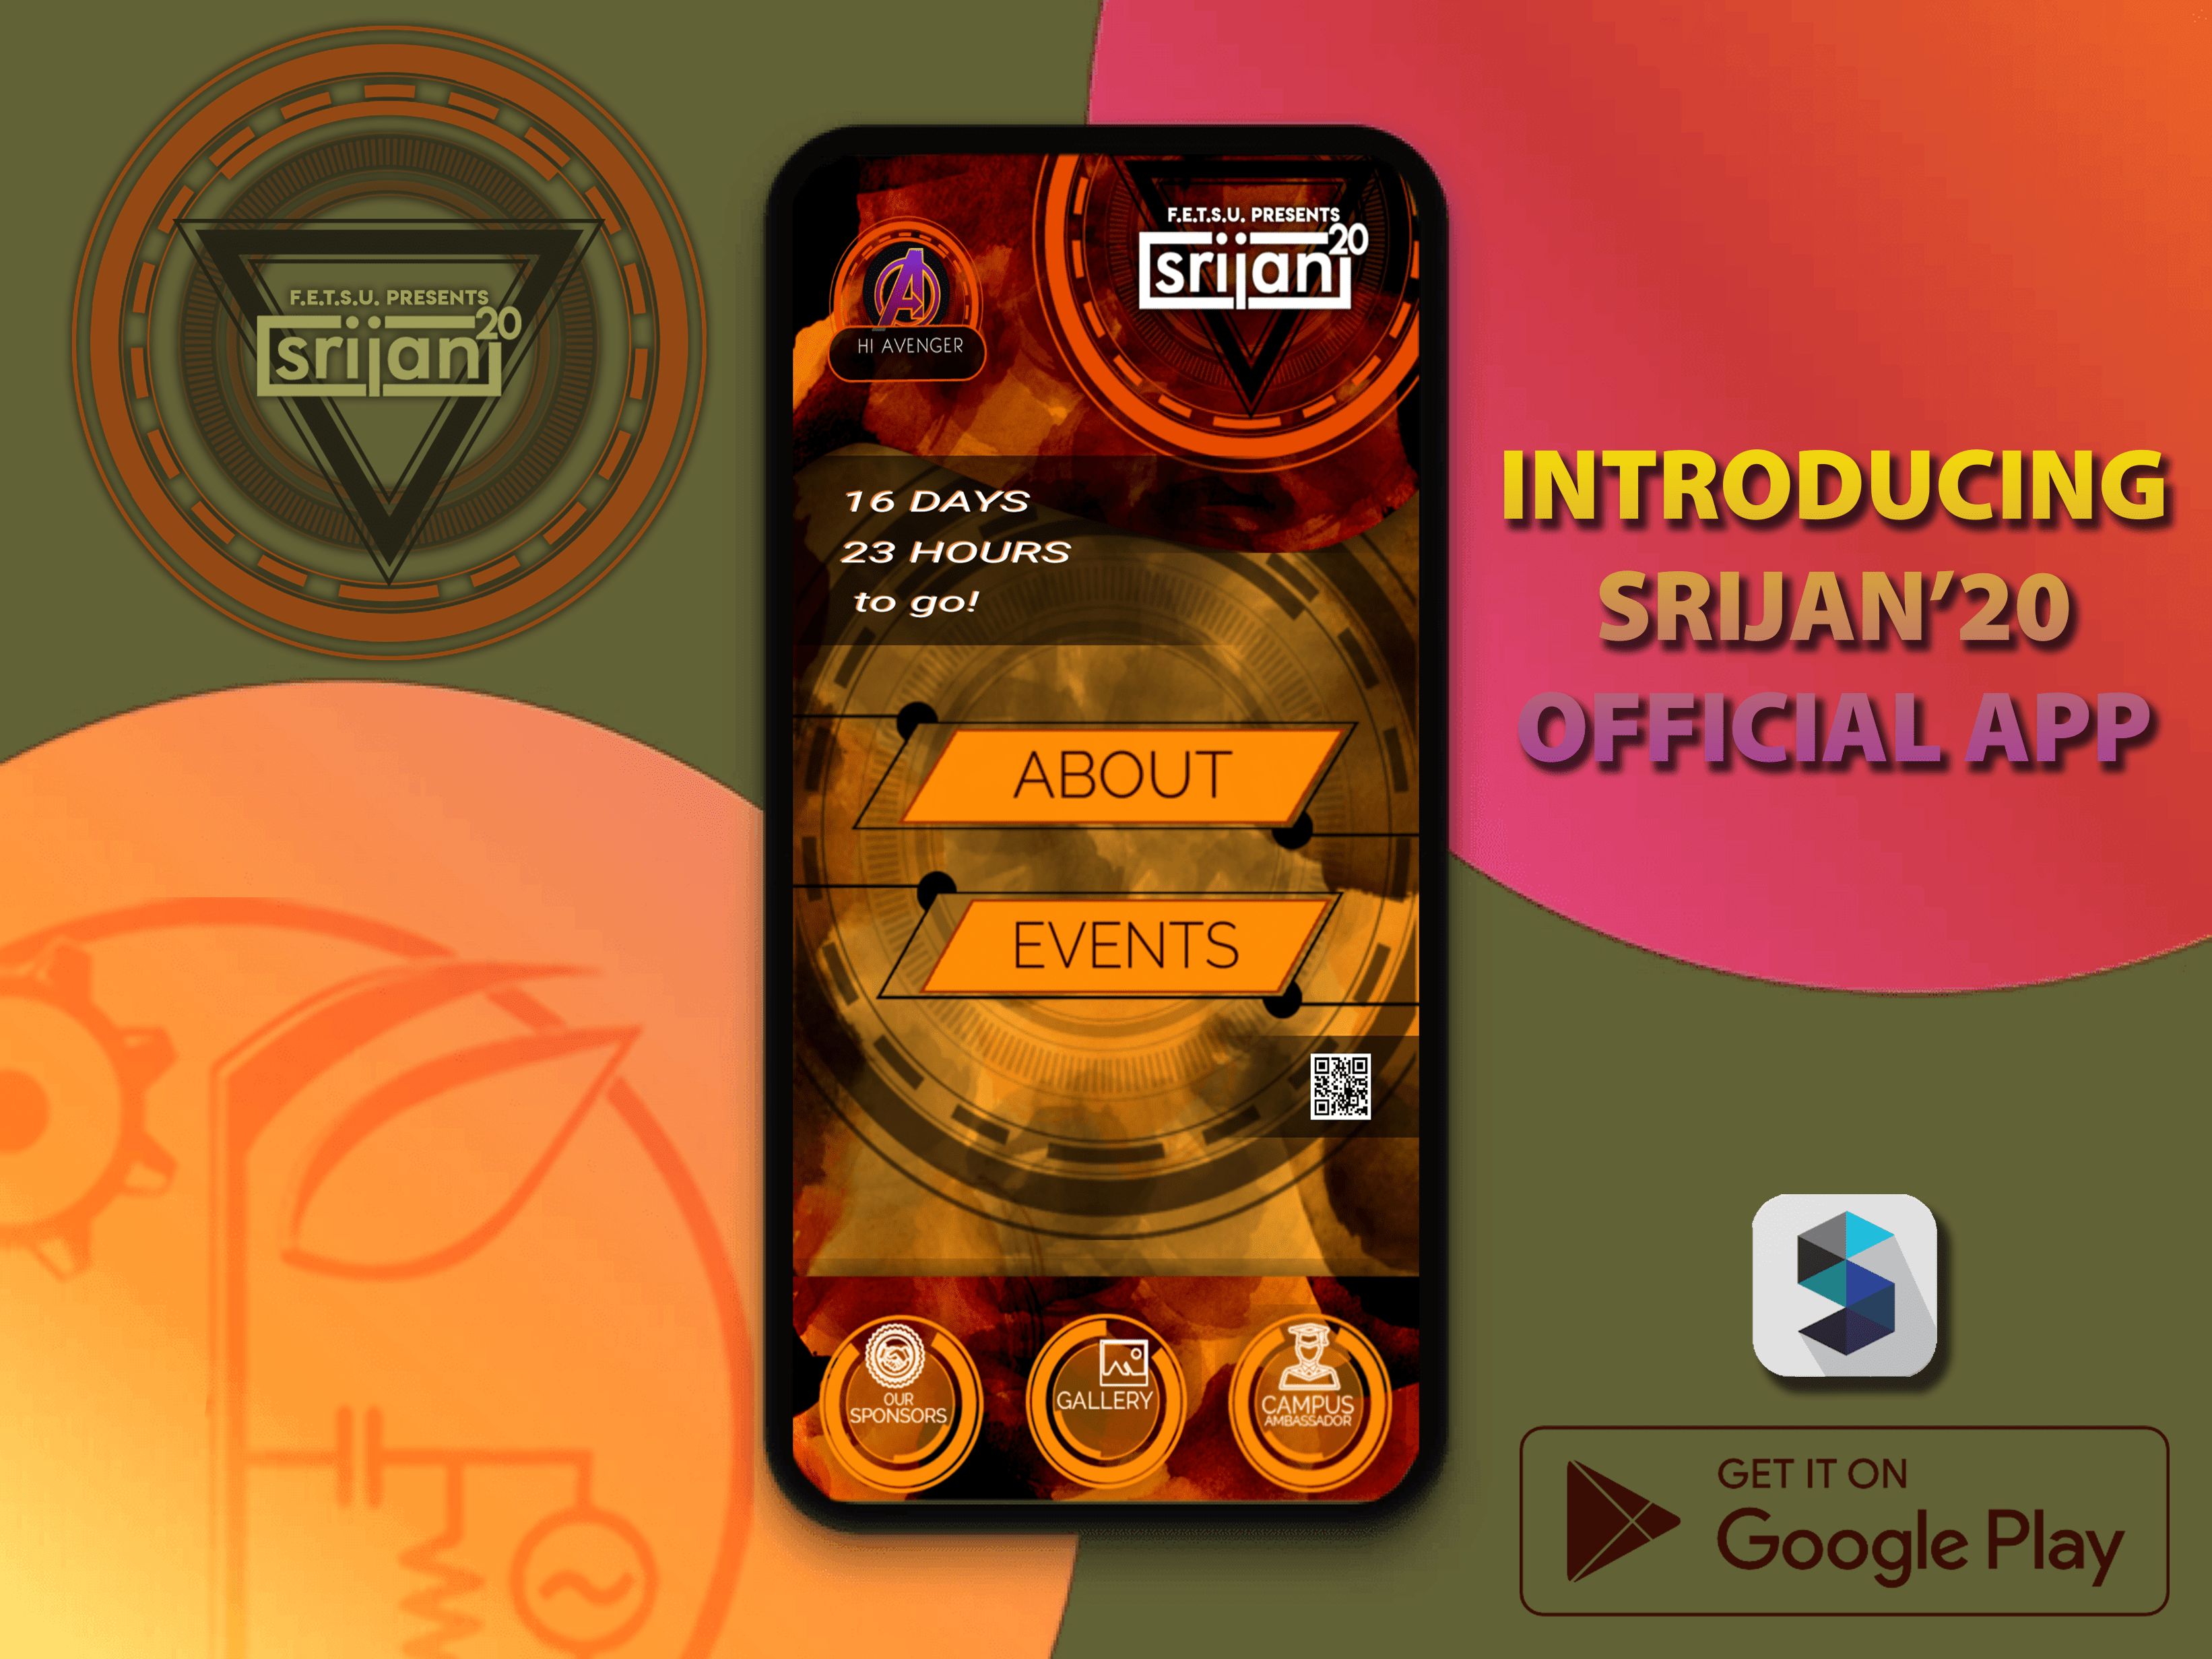 F.E.T.S.U. PRESENTS
srijan 20
F.E.T.S.U. PRESENTS
srijan 20
HI AVENGER
16 DAYS
23 HOURS
to go!
ABOUT
EVENTS
OUR
SPONSORS
GALLERY
CAMPUS
AMBASSADOR
INTRODUCING
SRIJAN’20
OFFICIAL APP
GET IT ON
Google Play